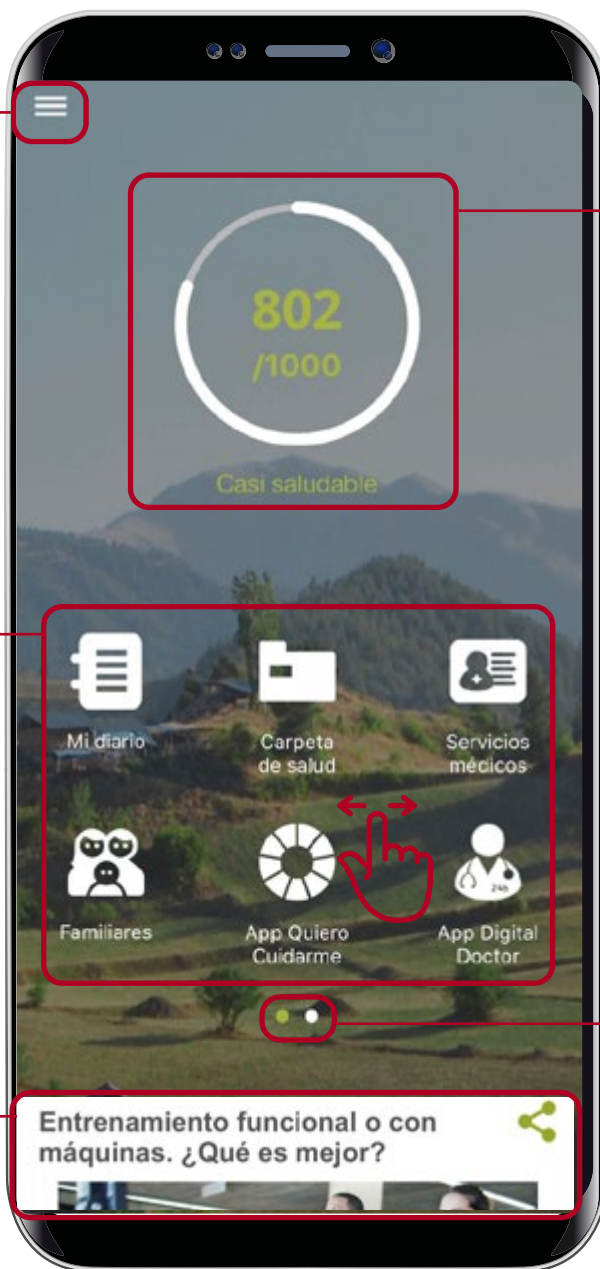 802
/1000
Casi saludable
Mi diario
Carpeta
de salud
Servicios
médicos
Familiares
App Quiero
Cuidarme
24h
App Digital
Doctor
Entrenamiento funcional o con
máquinas. ¿Qué es mejor?